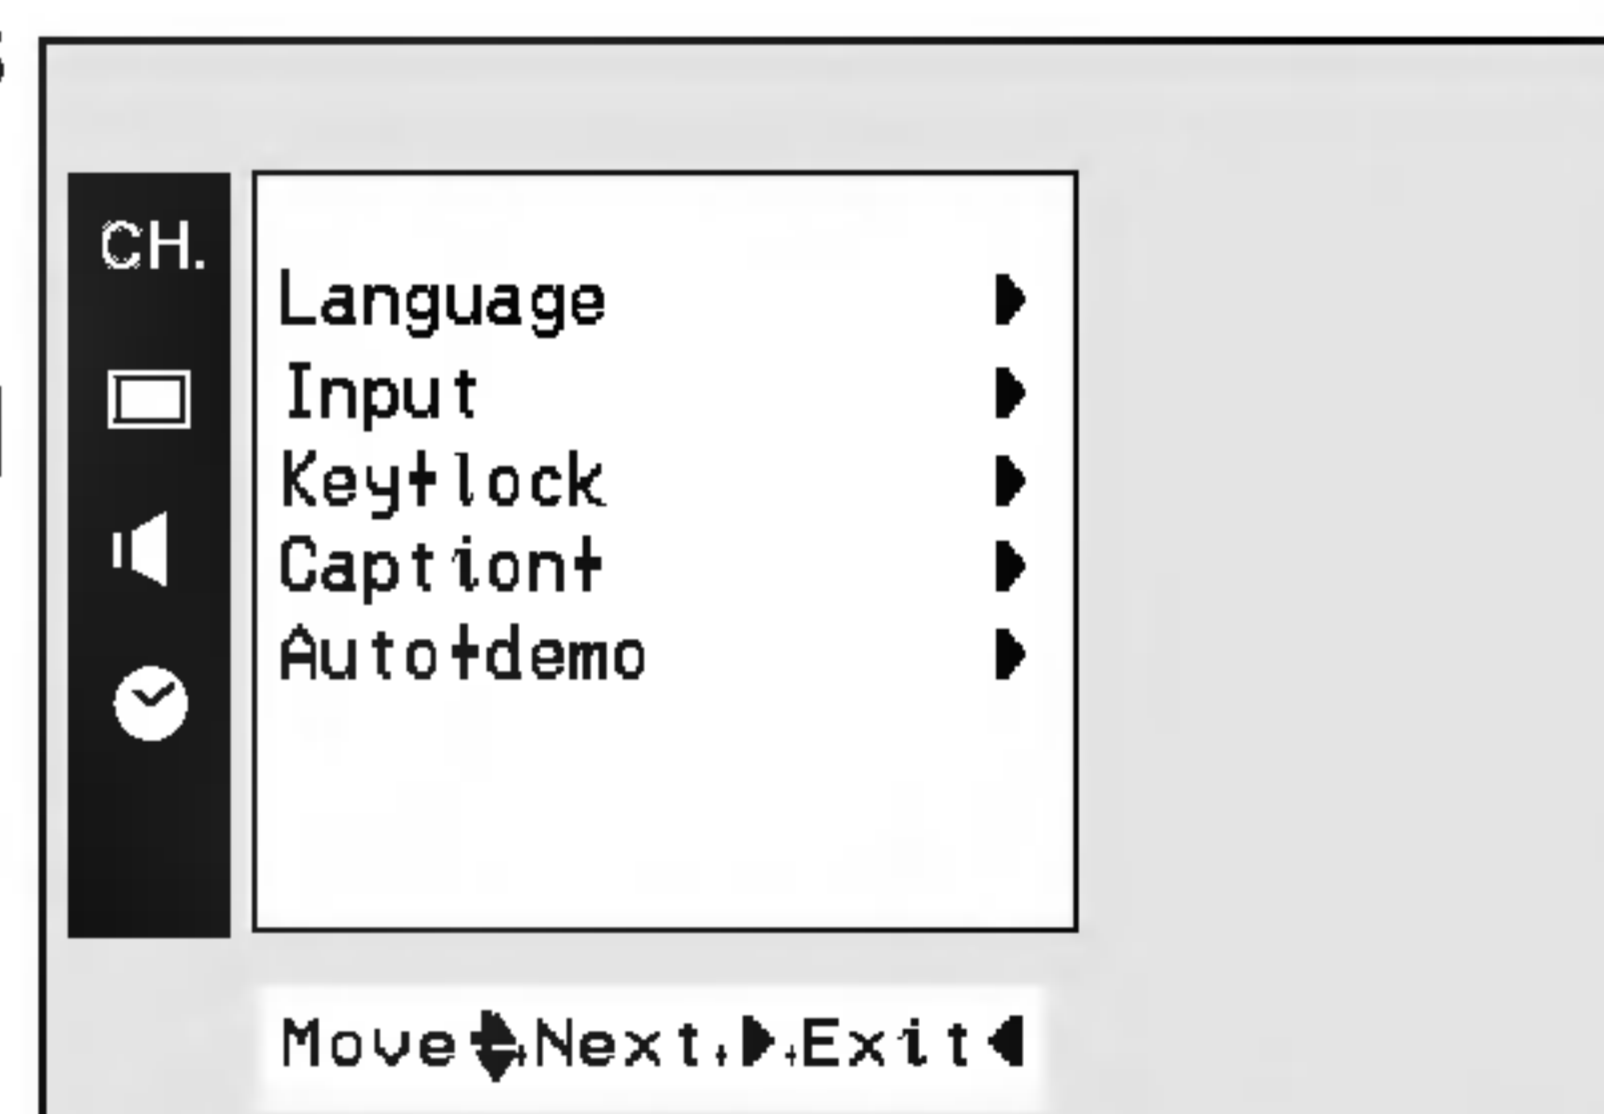 CH.
Language ▶
Input ▶
Key†lock ▶
Caption† ▶
Auto†demo ▶
Move Next ▶ Exit ◀